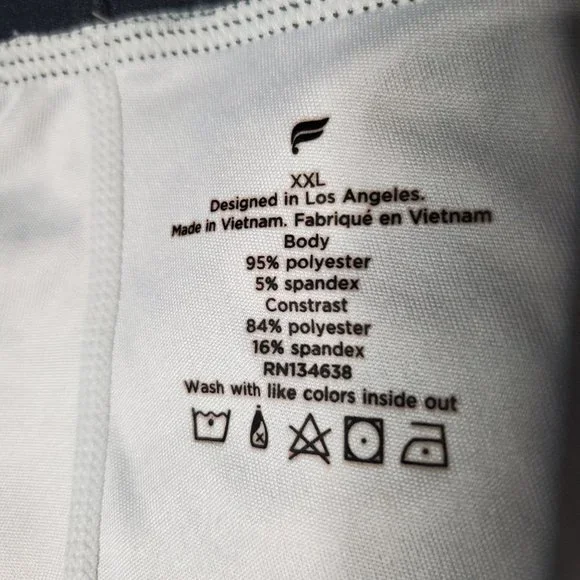 XXL
Designed in Los Angeles.
Made in Vietnam. Fabriqué en Vietnam
Body
95% polyester
5% spandex
Constrast
84% polyester
16% spandex
RN134638
Wash with like colors inside out